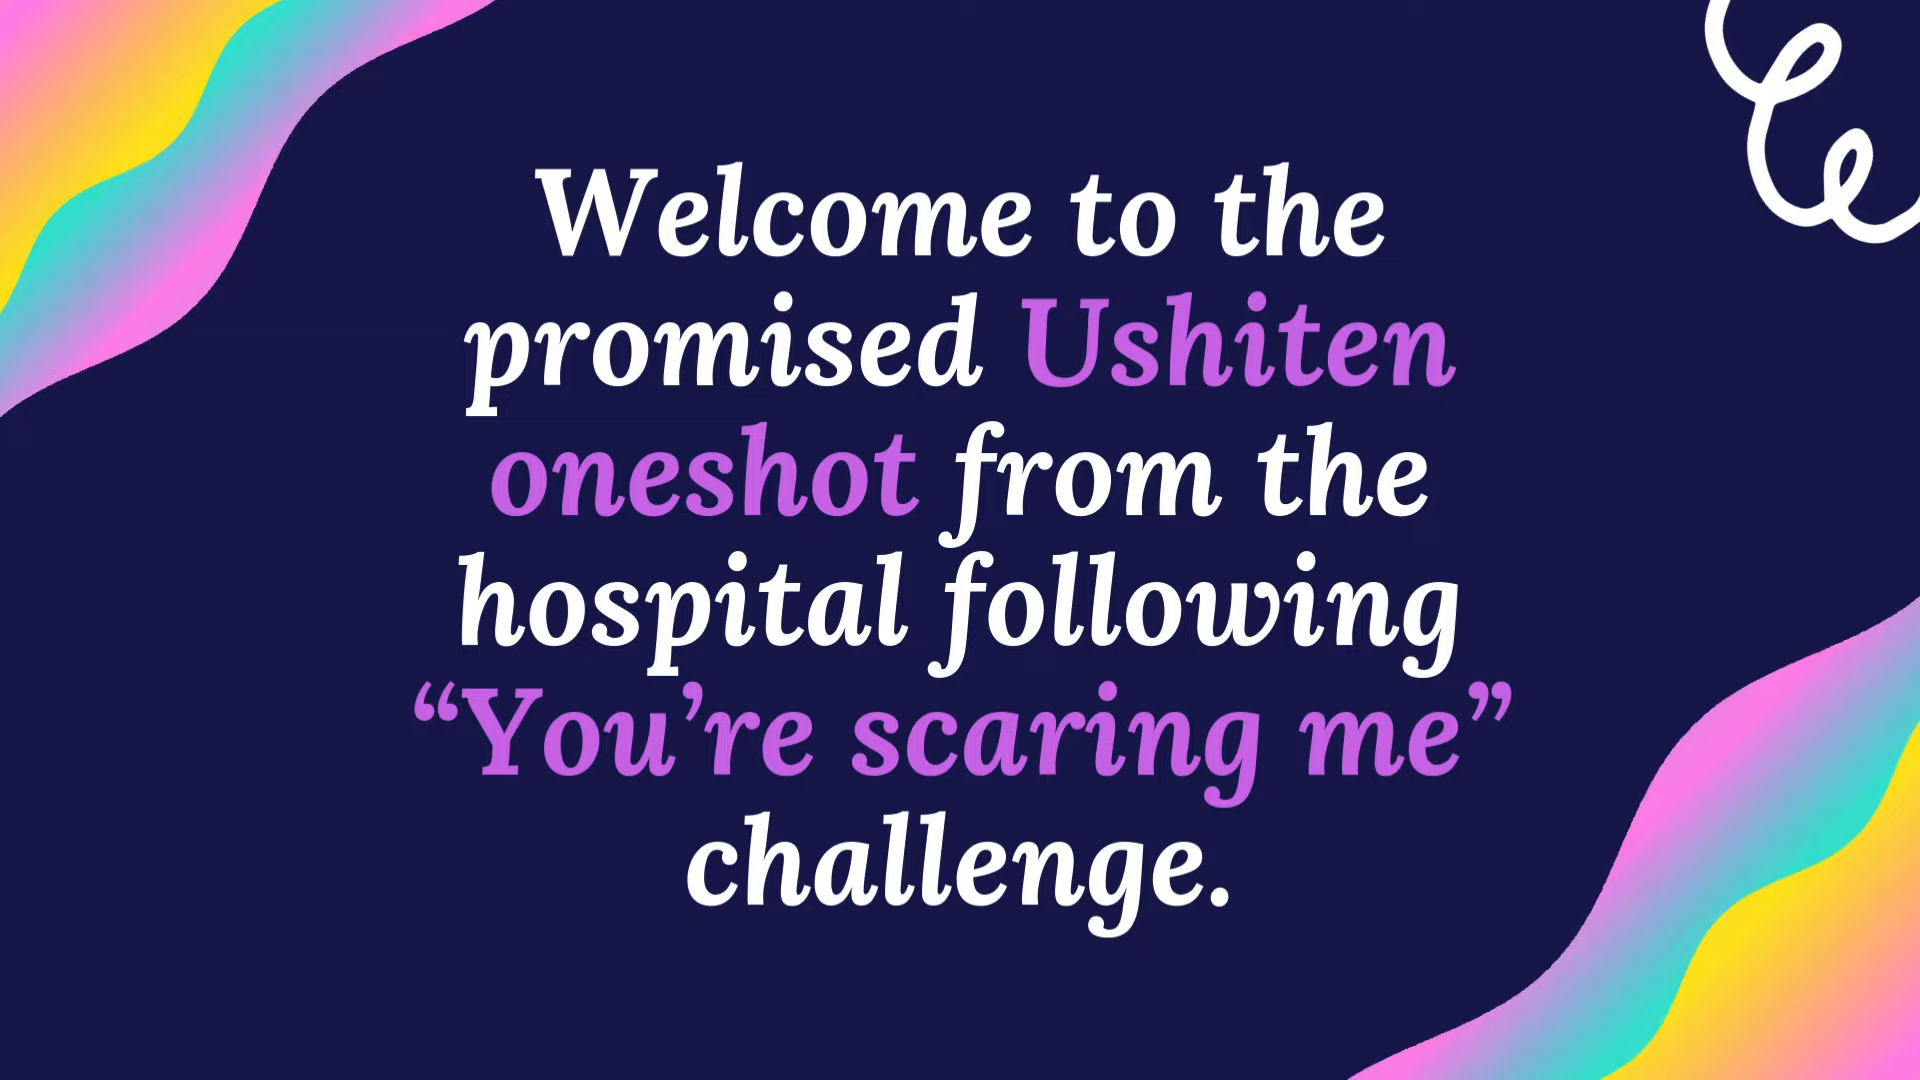 Welcome to the
promised Ushiten
oneshot from the
hospital following
“You’re scaring me”
challenge.